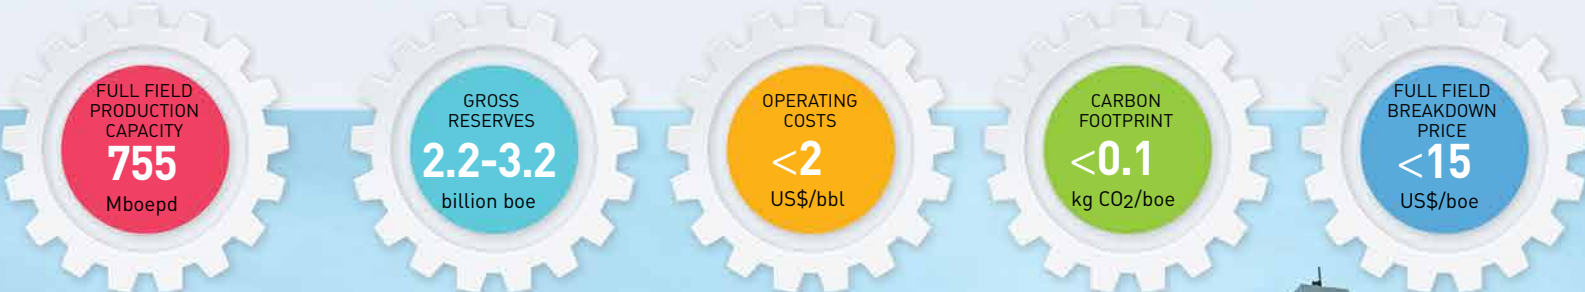 FULL FIELD
PRODUCTION
CAPACITY
755
Mboepd
GROSS
RESERVES
2.2-3.2
billion boe
OPERATING
COSTS
<2
US$/bbl
CARBON
FOOTPRINT
<0.1
kg CO2/boe
FULL FIELD
BREAKDOWN
PRICE
<15
US$/boe